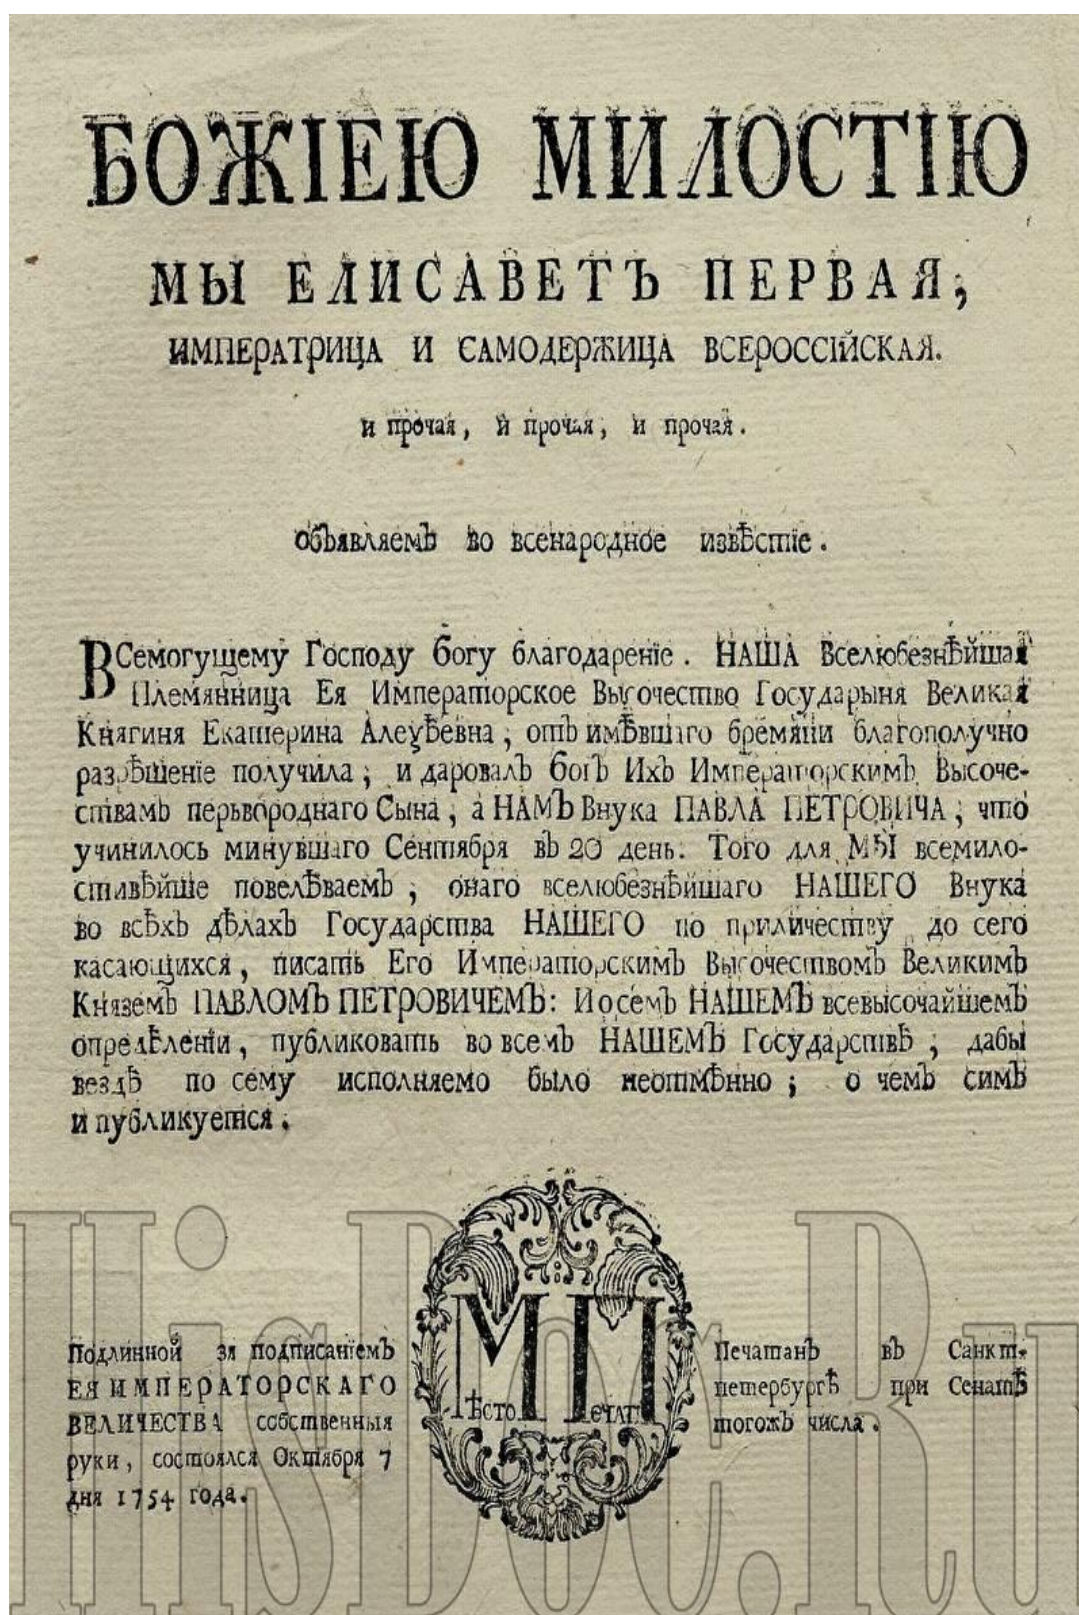 БОЖІЕЮ МИЛОСТІЮ
МЫ ЕЛИСАВЕТЪ ПЕРВАЯ,
ИМПЕРАТРИЦА И САМОДЕРЖИЦА ВСЕРОССІЙСКАЯ.
и прочая, и прочая, и прочая.
Объявляемъ во всенародное извѣстіе.
ВСемогущему Господу богу благодареніе. НАША Вселюбезнѣйшая
Племянница Ея Императорское Высочество Государыня Великая
Княгиня Екатерина Алеѯѣевна, отъ имѣвшаго бремяни благополучно
разрѣшеніе получила; и даровалъ богъ Ихъ Императорскимъ Высоче-
ствамъ перьвороднаго Сына, а НАМЪ Внука ПАВЛА ПЕТРОВИЧА; что
учинилось минувшаго Сентября въ 20 день. Того для МЫ всемило-
стивѣйше повелѣваемъ, онаго вселюбезнѣйшаго НАШЕГО Внука
во всѣхъ дѣлахъ Государства НАШЕГО по приличеству до сего
касающихся, писать Его Императорскимъ Высочествомъ Великимъ
Княземъ ПАВЛОМЪ ПЕТРОВИЧЕМЪ: И о семъ НАШЕМЪ всевысочайшемъ
опредѣленіи, публиковать во всемъ НАШЕМЪ Государствѣ, дабы
вездѣ по сему исполняемо было неотмѣнно; о чемъ симъ
и публикуется.
Подлинной за подписаніемъ
ЕЯ ИМПЕРАТОРСКАГО
ВЕЛИЧЕСТВА собственныя
руки, состоялся Октября 7
дня 1754 года.
Мѣсто Печати
Печатанъ въ Санкт-
петербургѣ при Сенатѣ
тогожъ числа.
HisDoc.Ru